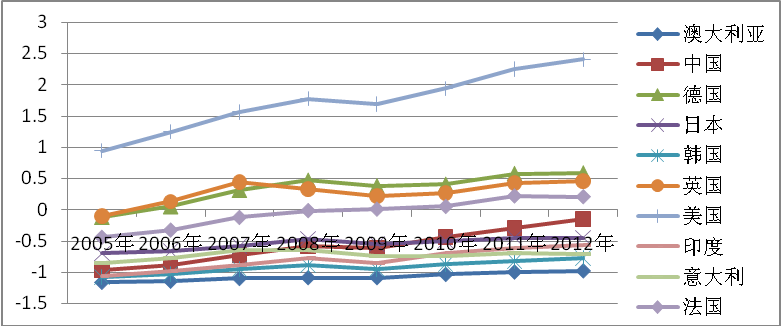 3
2.5
2
1.5
1
0.5
0
-0.5
-1
-1.5
2005年 2006年 2007年 2008年 2009年 2010年 2011年 2012年
澳大利亚
中国
德国
日本
韩国
英国
美国
印度
意大利
法国